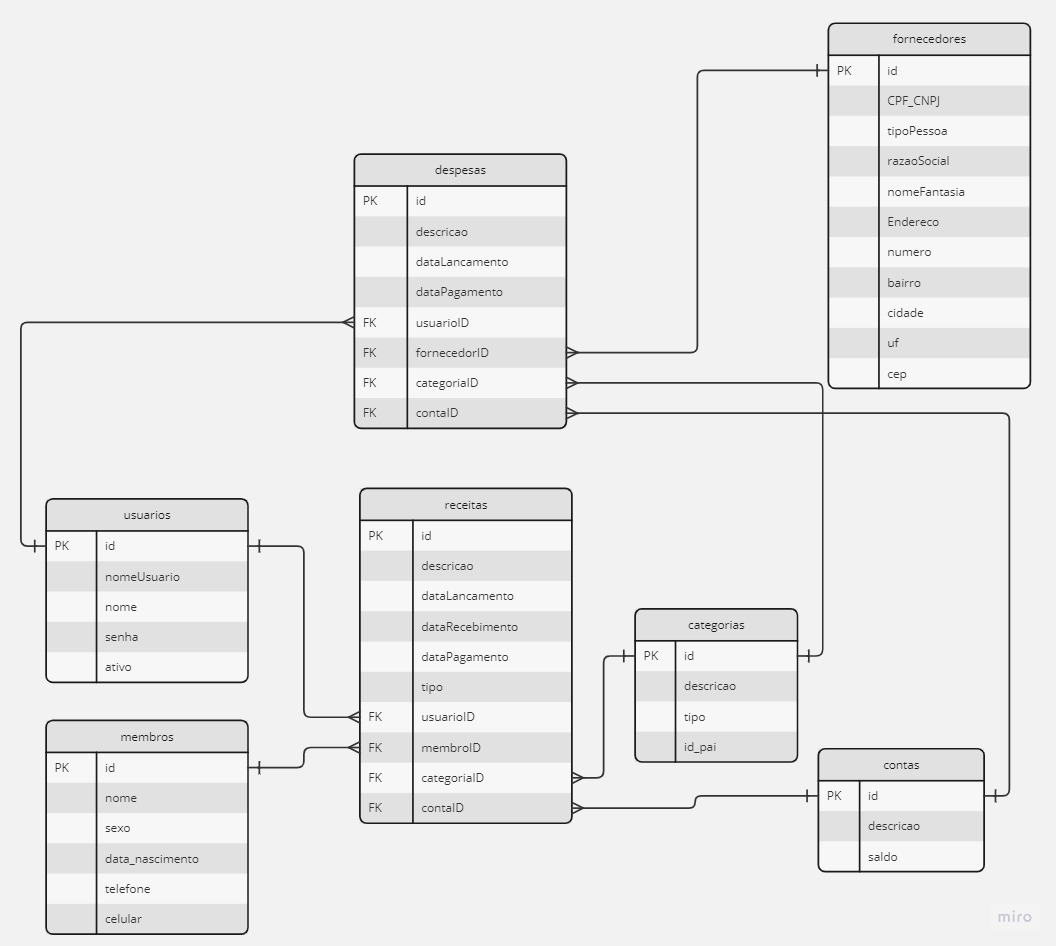 fornecedores
PK id
CPF_CNPJ
tipoPessoa
razaoSocial
nomeFantasia
Endereco
numero
bairro
cidade
uf
cep
despesas
PK id
descricao
dataLancamento
dataPagamento
FK usuarioID
FK fornecedorID
FK categoriaID
FK contaID
usuarios
PK id
nomeUsuario
nome
senha
ativo
receitas
PK id
descricao
dataLancamento
dataRecebimento
dataPagamento
tipo
FK usuarioID
FK membroID
FK categoriaID
FK contaID
categorias
PK id
descricao
tipo
id_pai
membros
PK id
nome
sexo
data_nascimento
telefone
celular
contas
PK id
descricao
saldo
miro